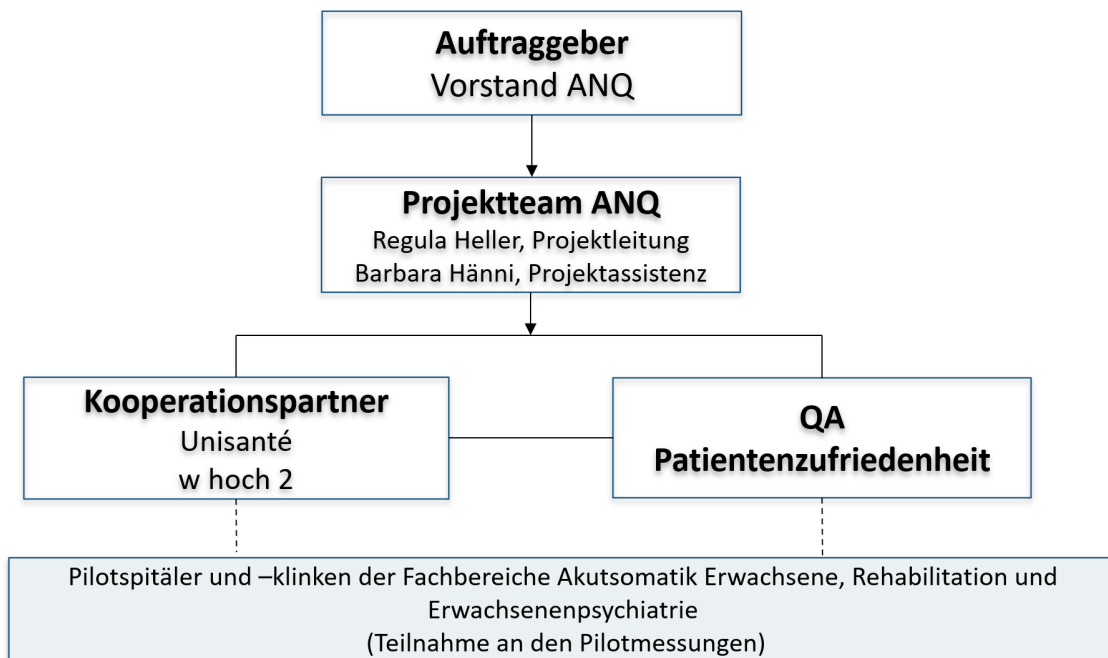 Auftraggeber
Vorstand ANQ
Projektteam ANQ
Regula Heller, Projektleitung
Barbara Hänni, Projektassistenz
Kooperationspartner
Unisanté
w hoch 2
QA
Patientenzufriedenheit
Pilotspitäler und –klinken der Fachbereiche Akutsomatik Erwachsene, Rehabilitation und
Erwachsenenpsychiatrie
(Teilnahme an den Pilotmessungen)